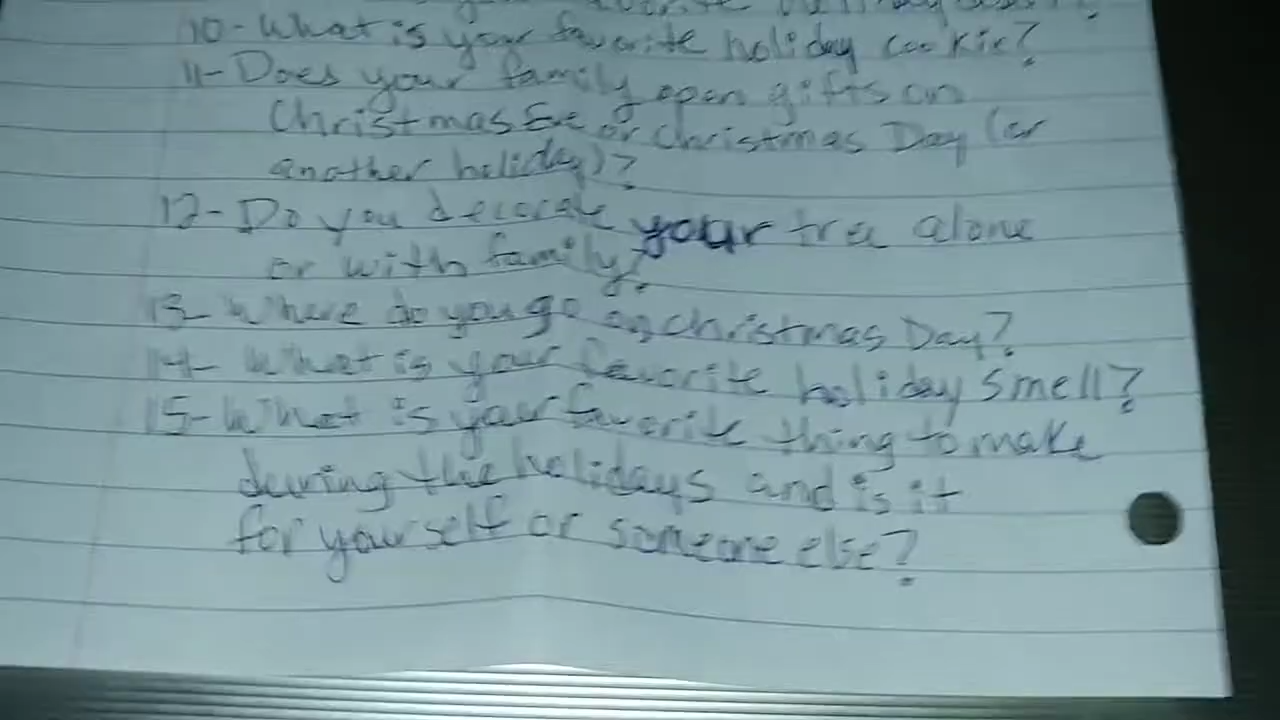 10-What is your favorite holiday cookie?
11-Does your family open gifts on
Christmas Eve or Christmas Day (or
another holiday)?
12-Do you decorate your tree alone
or with family?
13-Where do you go on Christmas Day?
14-What is your favorite holiday smell?
15-What is your favorite thing to make
during the holidays and is it
for yourself or someone else?